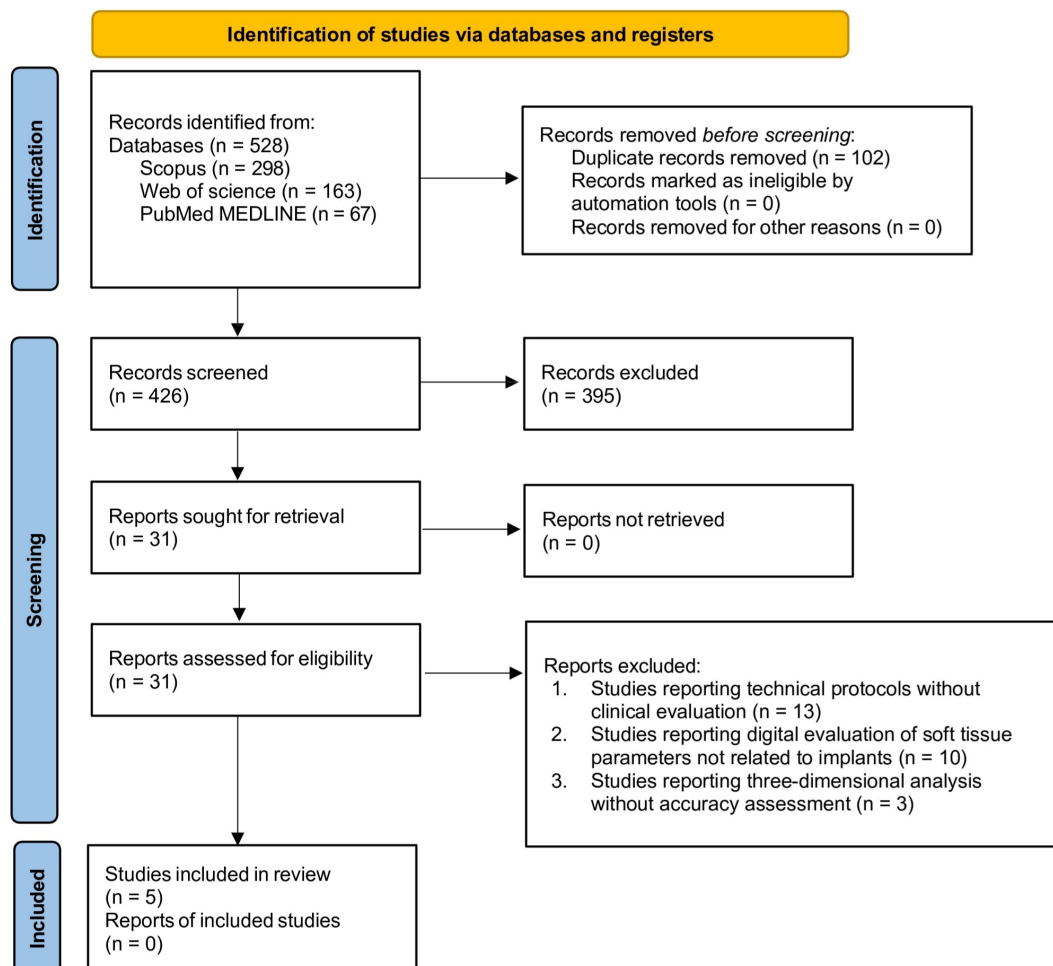 Identification of studies via databases and registers
Identification
Records identified from:
Databases (n = 528)
Scopus (n = 298)
Web of science (n = 163)
PubMed MEDLINE (n = 67)
Records removed before screening:
Duplicate records removed (n = 102)
Records marked as ineligible by
automation tools (n = 0)
Records removed for other reasons (n = 0)
Screening
Records screened
(n = 426)
Records excluded
(n = 395)
Reports sought for retrieval
(n = 31)
Reports not retrieved
(n = 0)
Reports assessed for eligibility
(n = 31)
Reports excluded:
1. Studies reporting technical protocols without
clinical evaluation (n = 13)
2. Studies reporting digital evaluation of soft tissue
parameters not related to implants (n = 10)
3. Studies reporting three-dimensional analysis
without accuracy assessment (n = 3)
Included
Studies included in review
(n = 5)
Reports of included studies
(n = 0)